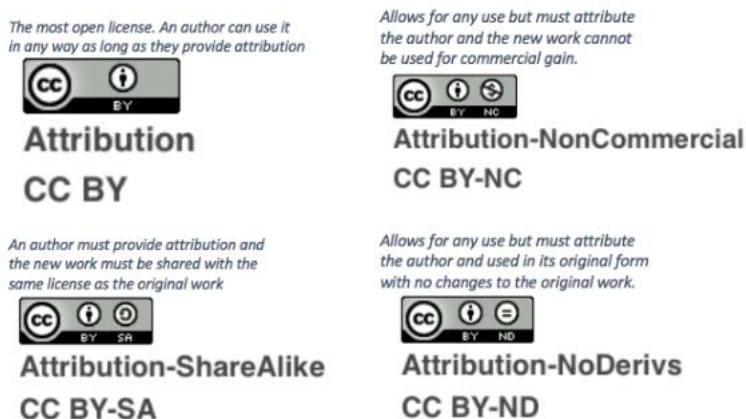 The most open license. An author can use it
in any way as long as they provide attribution
cc
BY
Attribution
CC BY
Allows for any use but must attribute
the author and the new work cannot
be used for commercial gain.
cc
BY NC
Attribution-NonCommercial
CC BY-NC
An author must provide attribution and
the new work must be shared with the
same license as the original work
cc
BY SA
Attribution-ShareAlike
CC BY-SA
Allows for any use but must attribute
the author and used in its original form
with no changes to the original work.
cc
BY ND
Attribution-NoDerivs
CC BY-ND